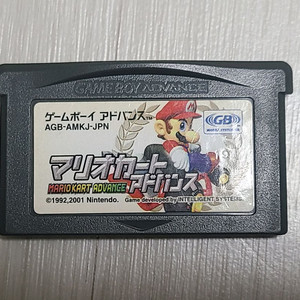 GAME BOY ADVANCE
ゲームボーイ アドバンス™
AGB-AMKJ-JPN
GB
マリオカート
MARIO KART ADVANCE
アドバンス
©1992,2001 Nintendo.
Game developed by INTELLIGENT SYSTEMS